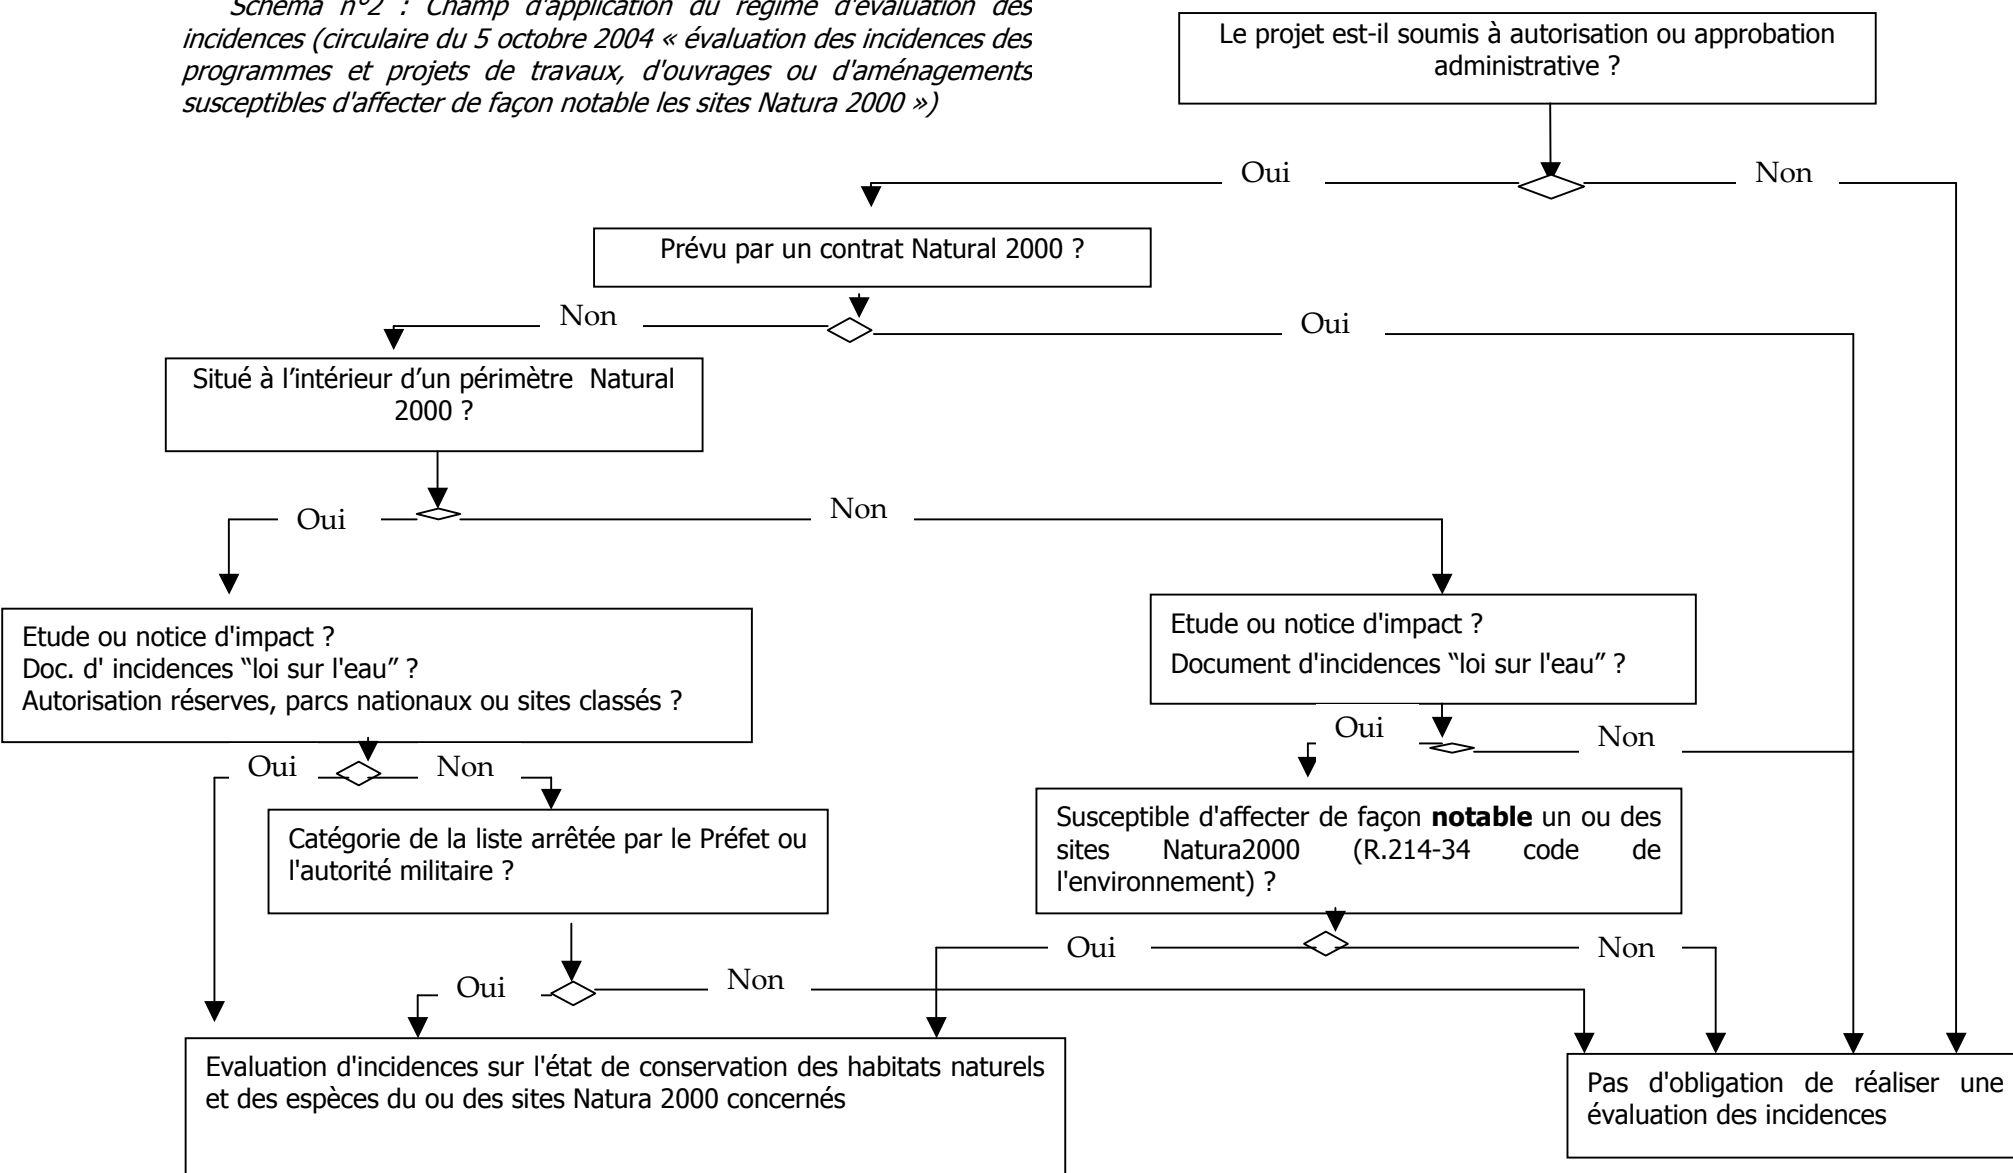 Schéma n°2 : Champ d'application du régime d'évaluation des
incidences (circulaire du 5 octobre 2004 « évaluation des incidences des
programmes et projets de travaux, d'ouvrages ou d'aménagements
susceptibles d'affecter de façon notable les sites Natura 2000 »)
Le projet est-il soumis à autorisation ou approbation
administrative ?
Oui
Non
Prévu par un contrat Natural 2000 ?
Non
Oui
Situé à l’intérieur d’un périmètre Natural
2000 ?
Oui
Non
Etude ou notice d'impact ?
Doc. d' incidences “loi sur l'eau” ?
Autorisation réserves, parcs nationaux ou sites classés ?
Etude ou notice d'impact ?
Document d'incidences “loi sur l'eau” ?
Oui
Non
Oui
Non
Catégorie de la liste arrêtée par le Préfet ou
l'autorité militaire ?
Susceptible d'affecter de façon notable un ou des
sites Natura2000 (R.214-34 code de
l'environnement) ?
Oui
Non
Oui
Non
Evaluation d'incidences sur l'état de conservation des habitats naturels
et des espèces du ou des sites Natura 2000 concernés
Pas d'obligation de réaliser une
évaluation des incidences